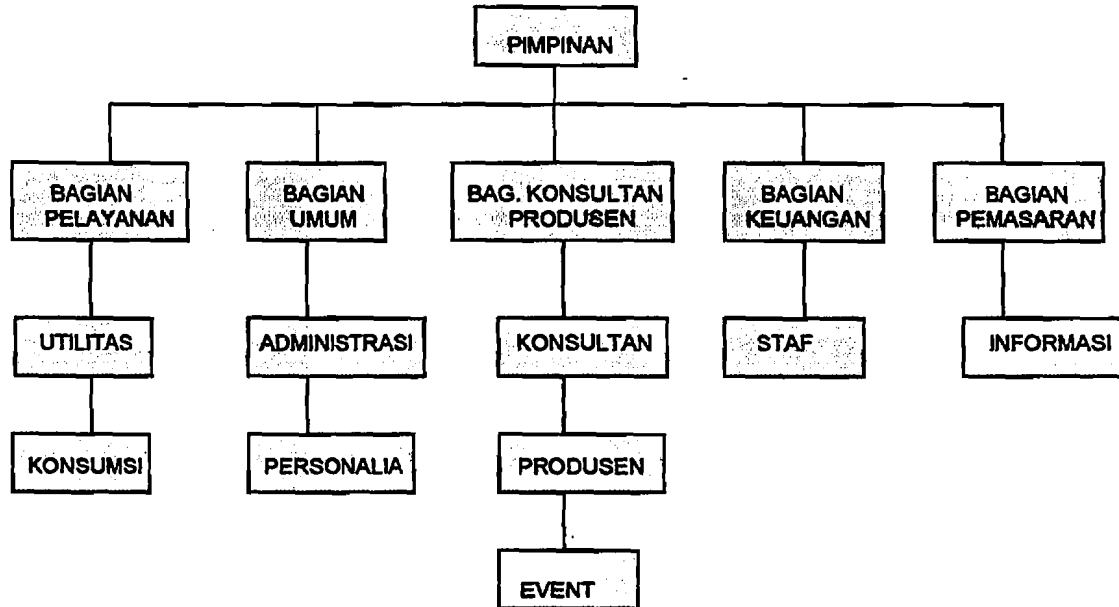 PIMPINAN
BAGIAN
PELAYANAN
BAGIAN
UMUM
BAG. KONSULTAN
PRODUSEN
BAGIAN
KEUANGAN
BAGIAN
PEMASARAN
UTILITAS
ADMINISTRASI
KONSULTAN
STAF
INFORMASI
KONSUMSI
PERSONALIA
PRODUSEN
EVENT